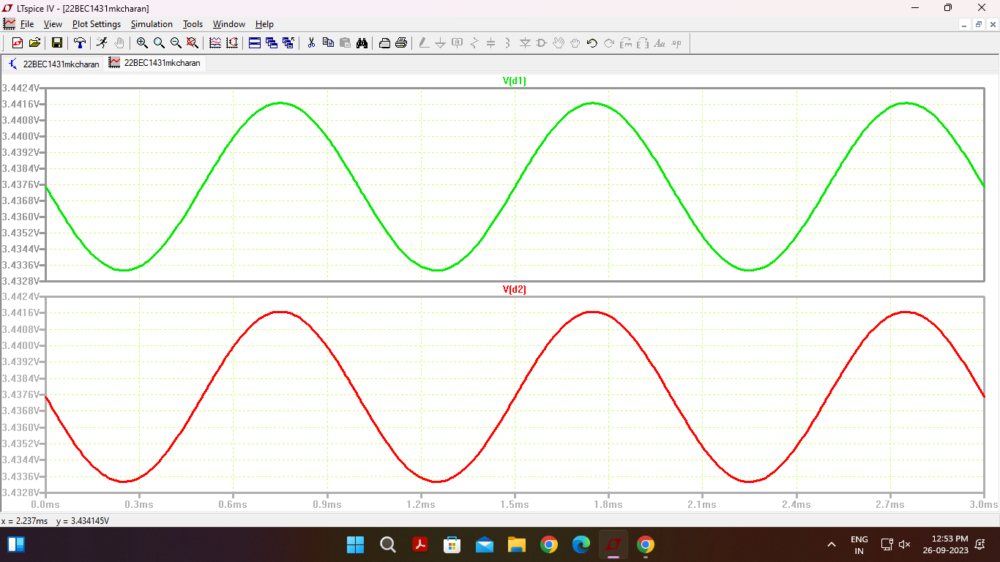 LTspice IV - [22BEC1431mkcharan]
File View Plot Settings Simulation Tools Window Help
22BEC1431mkcharan 22BEC1431mkcharan
V(d1)
3.4424V
3.4416V
3.4408V
3.4400V
3.4392V
3.4384V
3.4376V
3.4368V
3.4360V
3.4352V
3.4344V
3.4336V
3.4328V
V(d2)
3.4424V
3.4416V
3.4408V
3.4400V
3.4392V
3.4384V
3.4376V
3.4368V
3.4360V
3.4352V
3.4344V
3.4336V
3.4328V
0.0ms 0.3ms 0.6ms 0.9ms 1.2ms 1.5ms 1.8ms 2.1ms 2.4ms 2.7ms 3.0ms
x = 2.237ms y = 3.434145V
ENG 12:53 PM
IN 26-09-2023